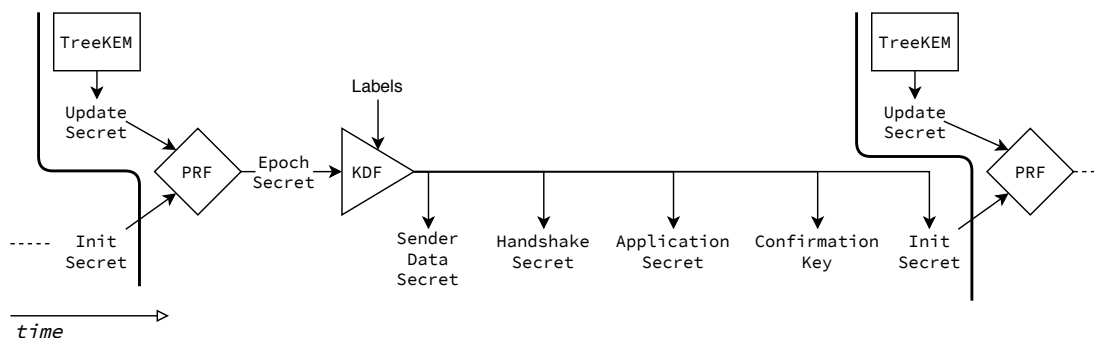 TreeKEM
TreeKEM
Labels
Update
Secret
Update
Secret
PRF
Epoch
Secret
KDF
PRF
Init
Secret
Sender
Data
Secret
Handshake
Secret
Application
Secret
Confirmation
Key
Init
Secret
time